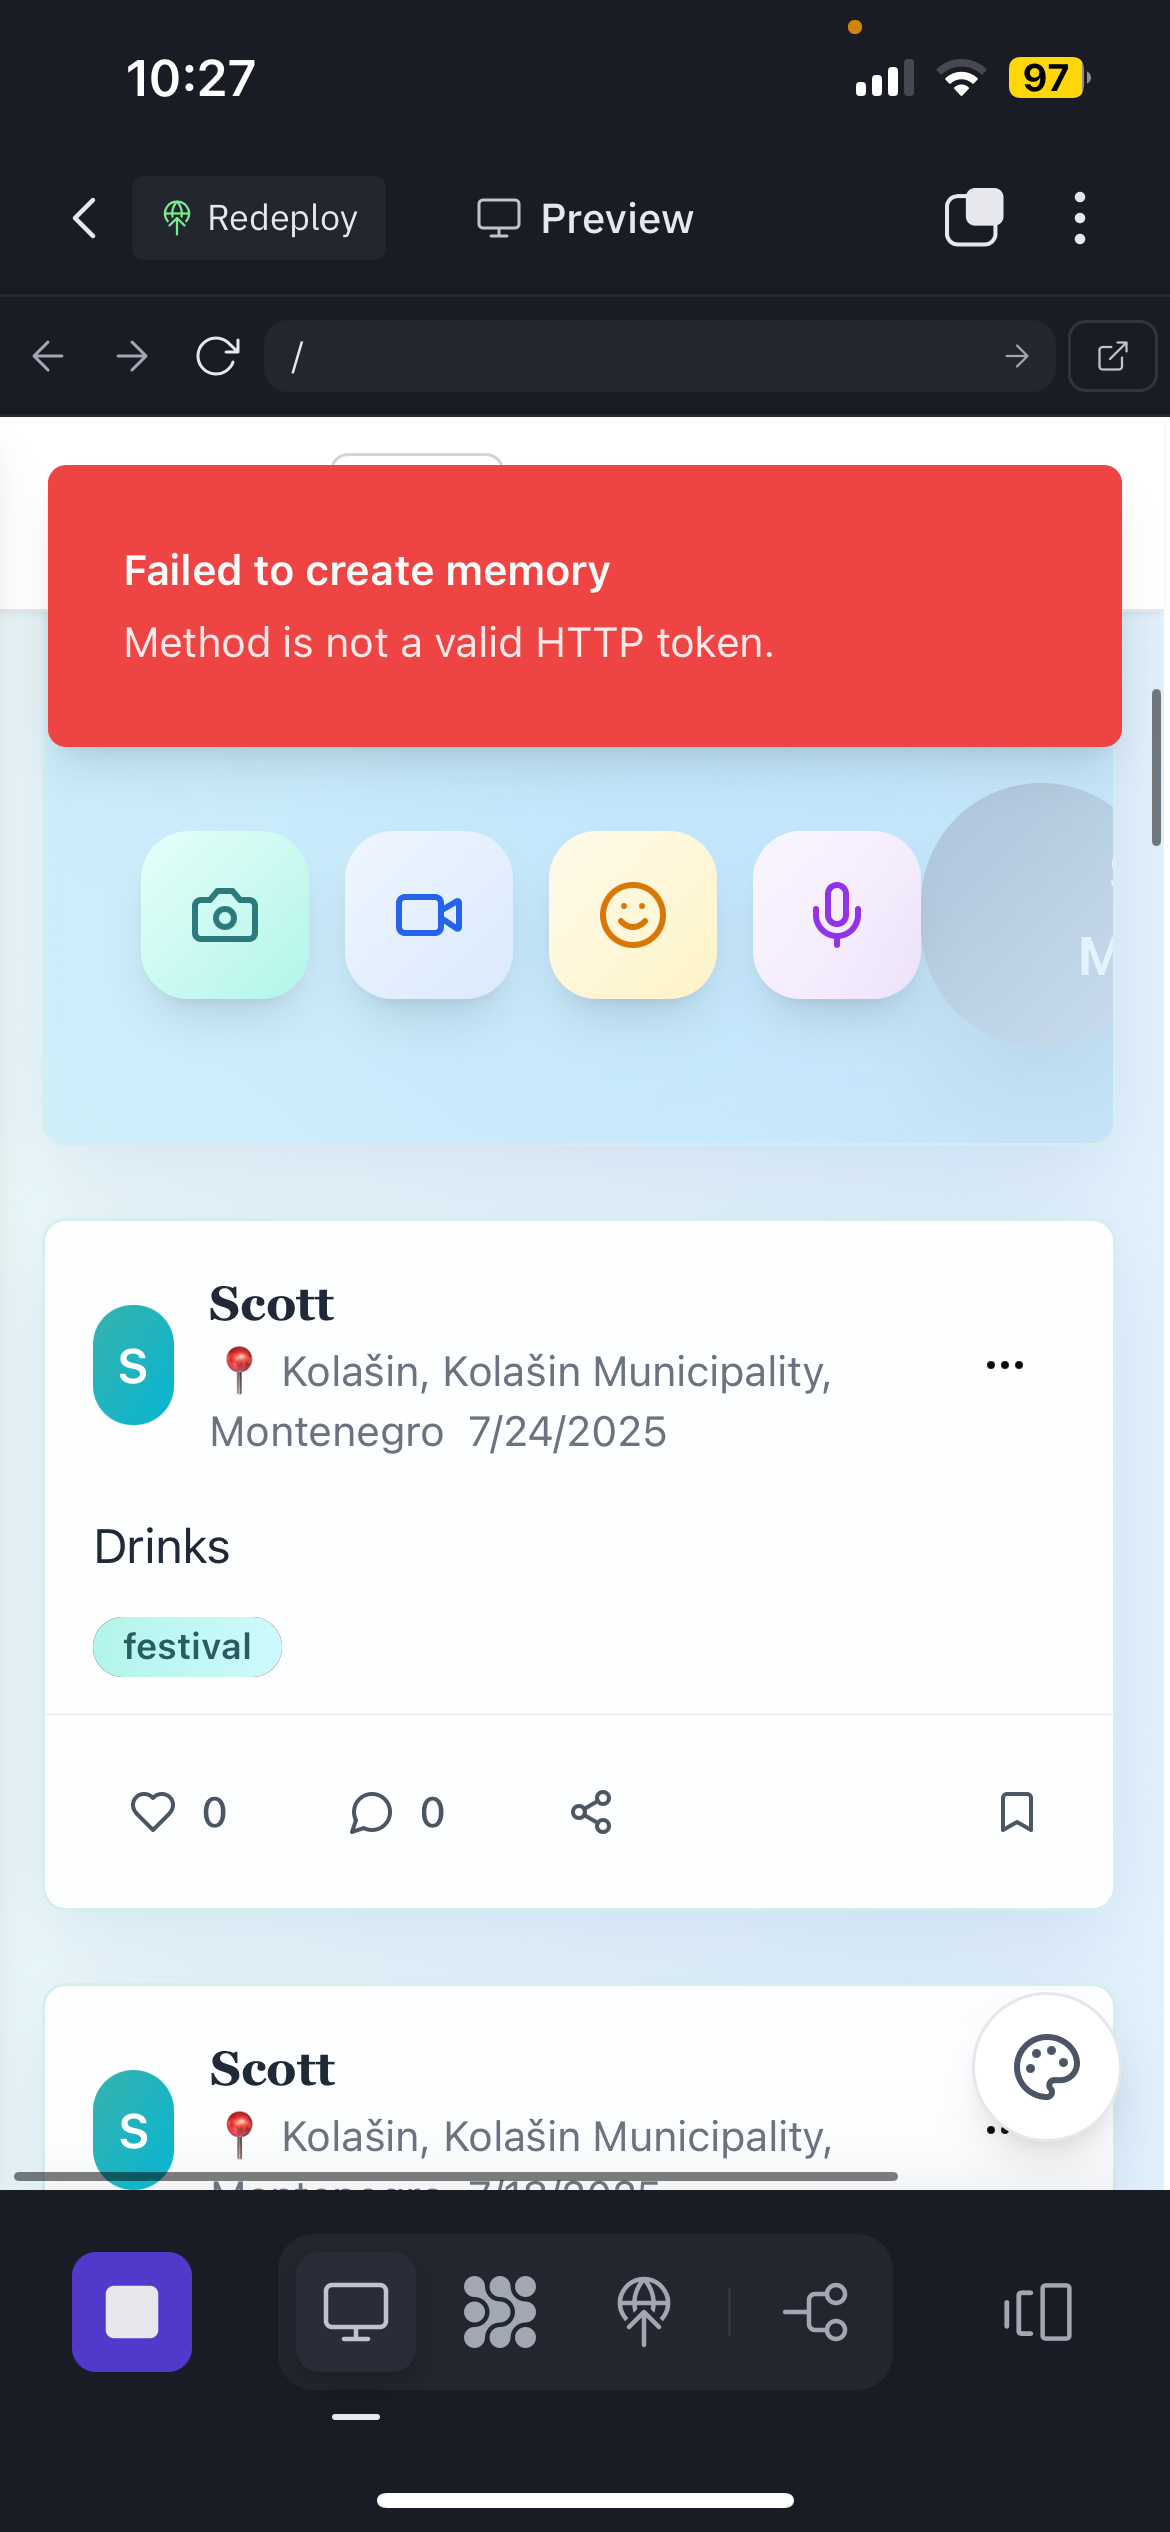 10:27
97
Redeploy
Preview
/
Failed to create memory
Method is not a valid HTTP token.
M
S
Scott
📍 Kolašin, Kolašin Municipality,
Montenegro 7/24/2025
...
Drinks
festival
0
0
S
Scott
📍 Kolašin, Kolašin Municipality,